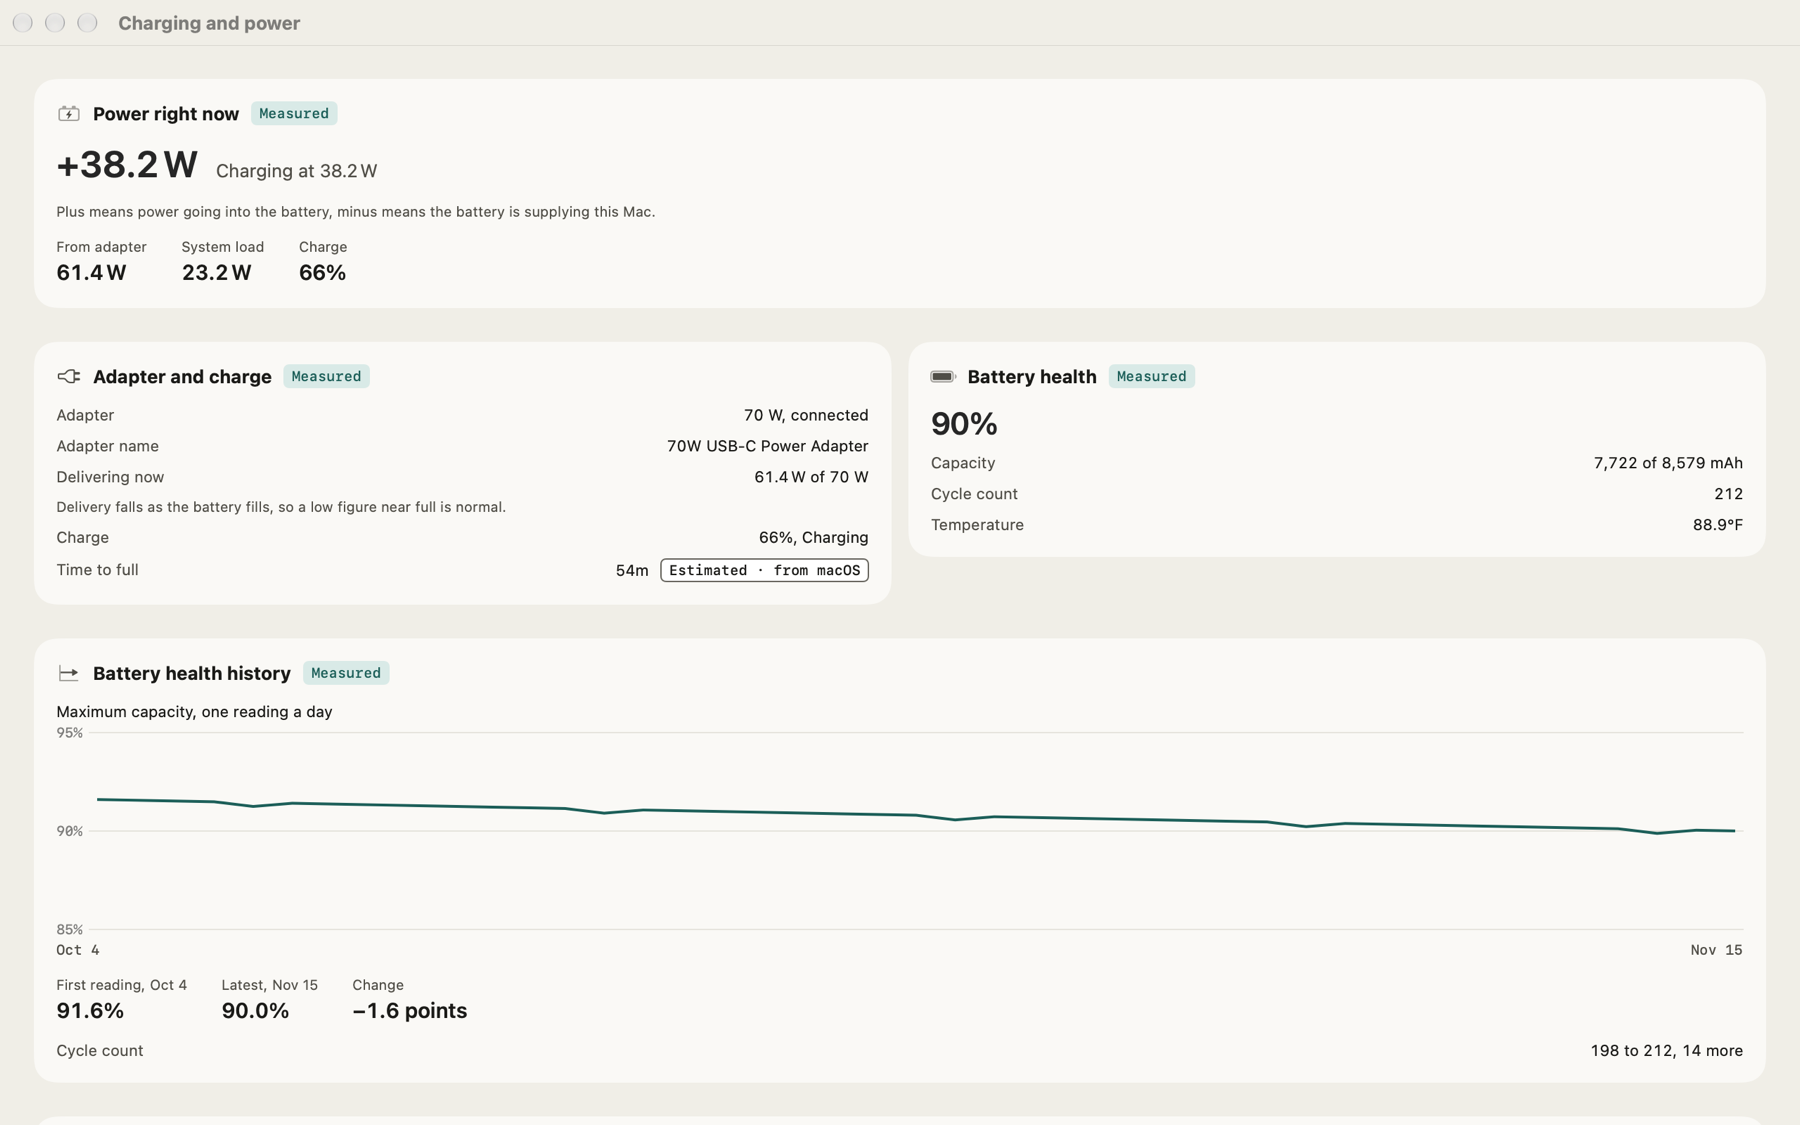 Charging and power
Power right now Measured
+38.2 W Charging at 38.2 W
Plus means power going into the battery, minus means the battery is supplying this Mac.
From adapter System load Charge
61.4 W 23.2 W 66%
Adapter and charge Measured
Adapter 70 W, connected
Adapter name 70W USB-C Power Adapter
Delivering now 61.4 W of 70 W
Delivery falls as the battery fills, so a low figure near full is normal.
Charge 66%, Charging
Time to full 54m Estimated · from macOS
Battery health Measured
90%
Capacity 7,722 of 8,579 mAh
Cycle count 212
Temperature 88.9°F
Battery health history Measured
Maximum capacity, one reading a day
95%
90%
85%
Oct 4 Nov 15
First reading, Oct 4 Latest, Nov 15 Change
91.6% 90.0% −1.6 points
Cycle count 198 to 212, 14 more